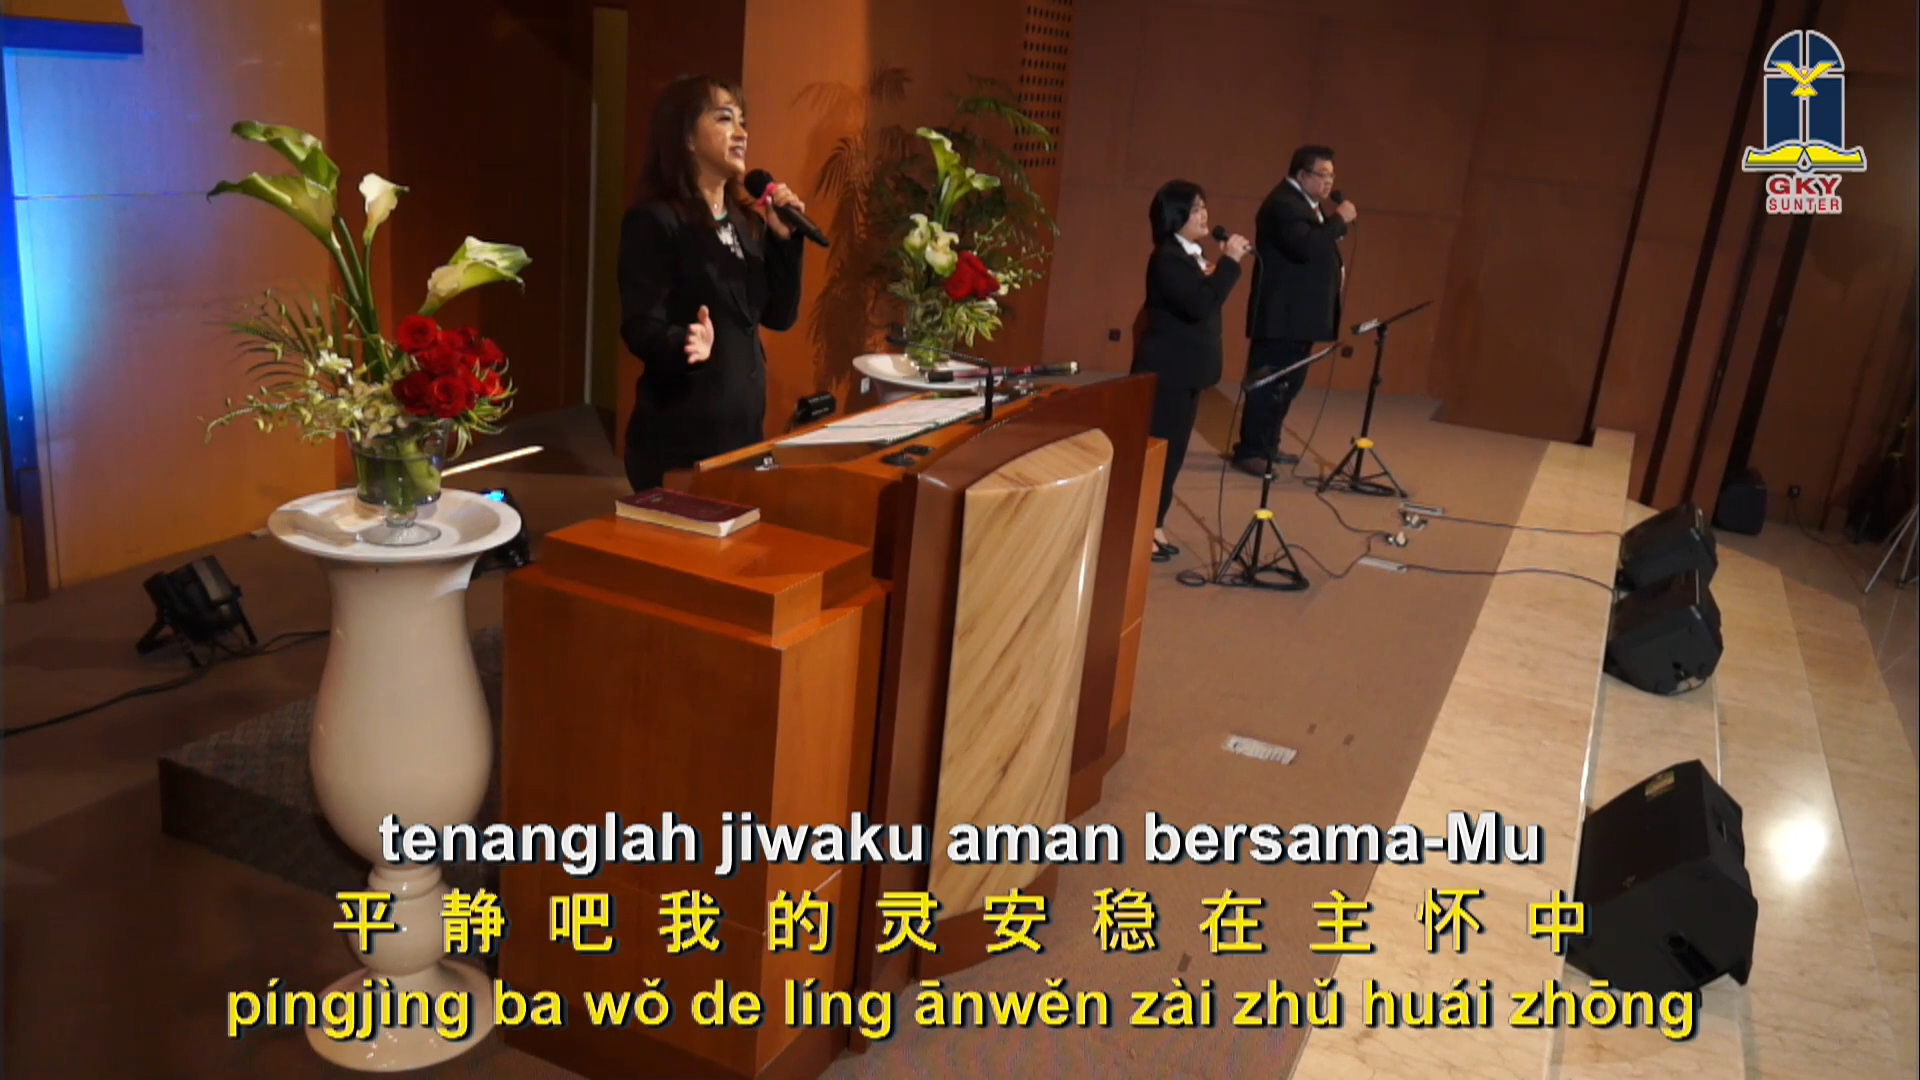 GKY
SUNTER
tenanglah jiwaku aman bersama-Mu
平静吧我的灵安稳在主怀中
píngjìng ba wǒ de líng ānwěn zài zhǔ huái zhōng